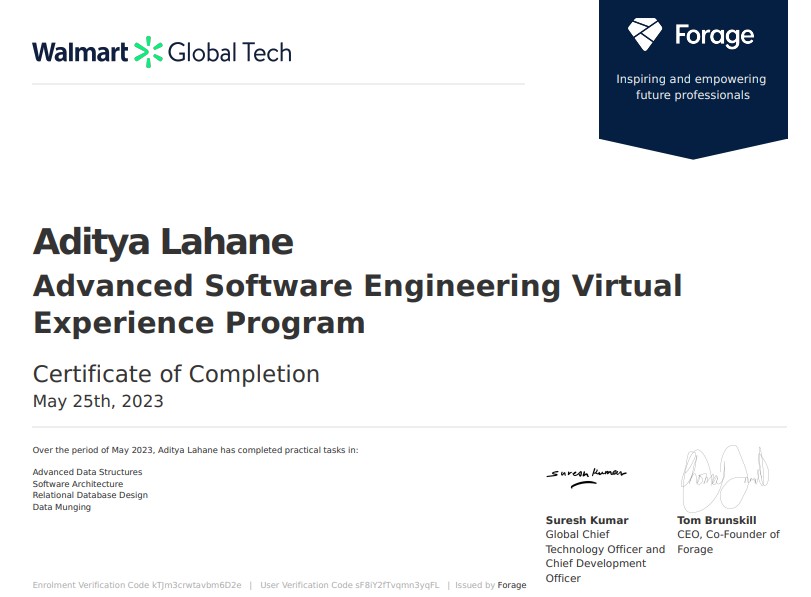 Walmart Global Tech
Forage
Inspiring and empowering
future professionals
Aditya Lahane
Advanced Software Engineering Virtual
Experience Program
Certificate of Completion
May 25th, 2023
Over the period of May 2023, Aditya Lahane has completed practical tasks in:
Advanced Data Structures
Software Architecture
Relational Database Design
Data Munging
Suresh Kumar
Suresh Kumar
Global Chief
Technology Officer and
Chief Development
Officer
Tom Brunskill
CEO, Co-Founder of
Forage
Enrolment Verification Code kTJm3crwtavbm6D2e | User Verification Code sF8iY2fTvqmn3yqFL | Issued by Forage